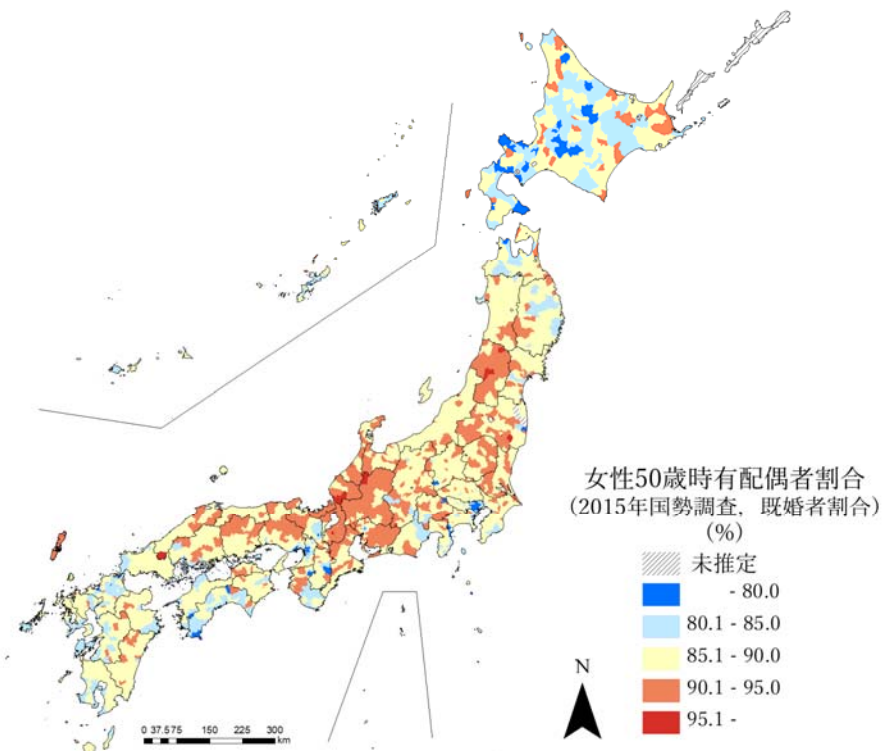 女性50歳時有配偶者割合
(2015年国勢調査，既婚者割合)
(%)
未推定
- 80.0
80.1 - 85.0
85.1 - 90.0
90.1 - 95.0
95.1 -
N
0 37.575 150 225 300
km